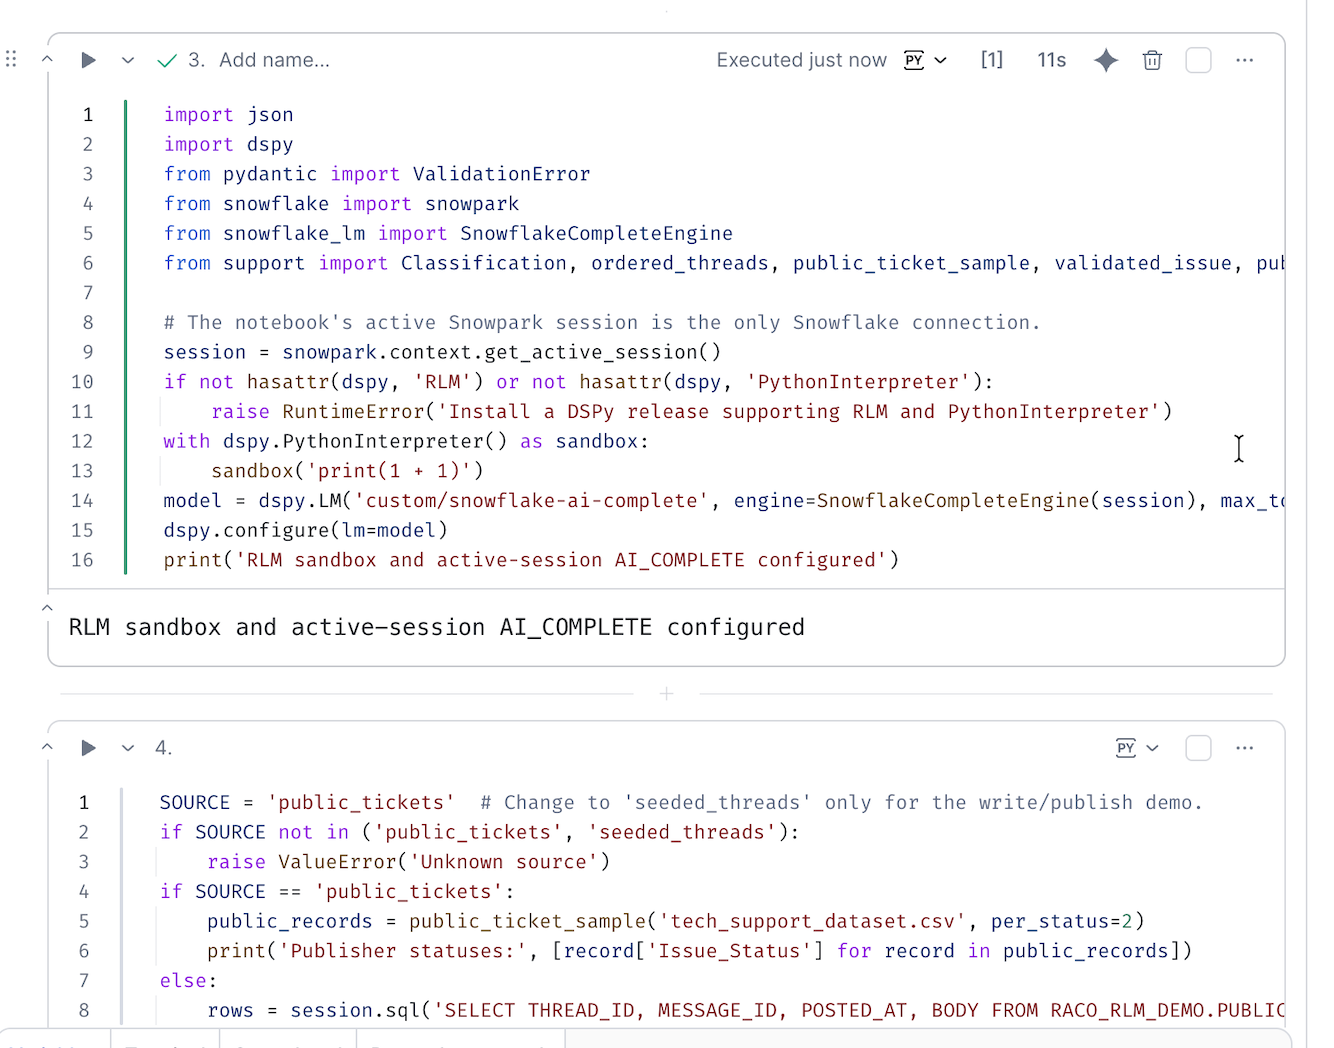 3. Add name... Executed just now PY [1] 11s
1 import json
2 import dspy
3 from pydantic import ValidationError
4 from snowflake import snowpark
5 from snowflake_lm import SnowflakeCompleteEngine
6 from support import Classification, ordered_threads, public_ticket_sample, validated_issue,
7
8 # The notebook's active Snowpark session is the only Snowflake connection.
9 session = snowpark.context.get_active_session()
10 if not hasattr(dspy, 'RLM') or not hasattr(dspy, 'PythonInterpreter'):
11 raise RuntimeError('Install a DSPy release supporting RLM and PythonInterpreter')
12 with dspy.PythonInterpreter() as sandbox:
13 sandbox('print(1 + 1)')
14 model = dspy.LM('custom/snowflake-ai-complete', engine=SnowflakeCompleteEngine(session),
15 dspy.configure(lm=model)
16 print('RLM sandbox and active-session AI_COMPLETE configured')
RLM sandbox and active-session AI_COMPLETE configured
4. PY
1 SOURCE = 'public_tickets' # Change to 'seeded_threads' only for the write/publish demo.
2 if SOURCE not in ('public_tickets', 'seeded_threads'):
3 raise ValueError('Unknown source')
4 if SOURCE == 'public_tickets':
5 public_records = public_ticket_sample('tech_support_dataset.csv', per_status=2)
6 print('Publisher statuses:', [record['Issue_Status'] for record in public_records])
7 else:
8 rows = session.sql('SELECT THREAD_ID, MESSAGE_ID, POSTED_AT, BODY FROM RACO_RLM_DEMO.PUBLIC